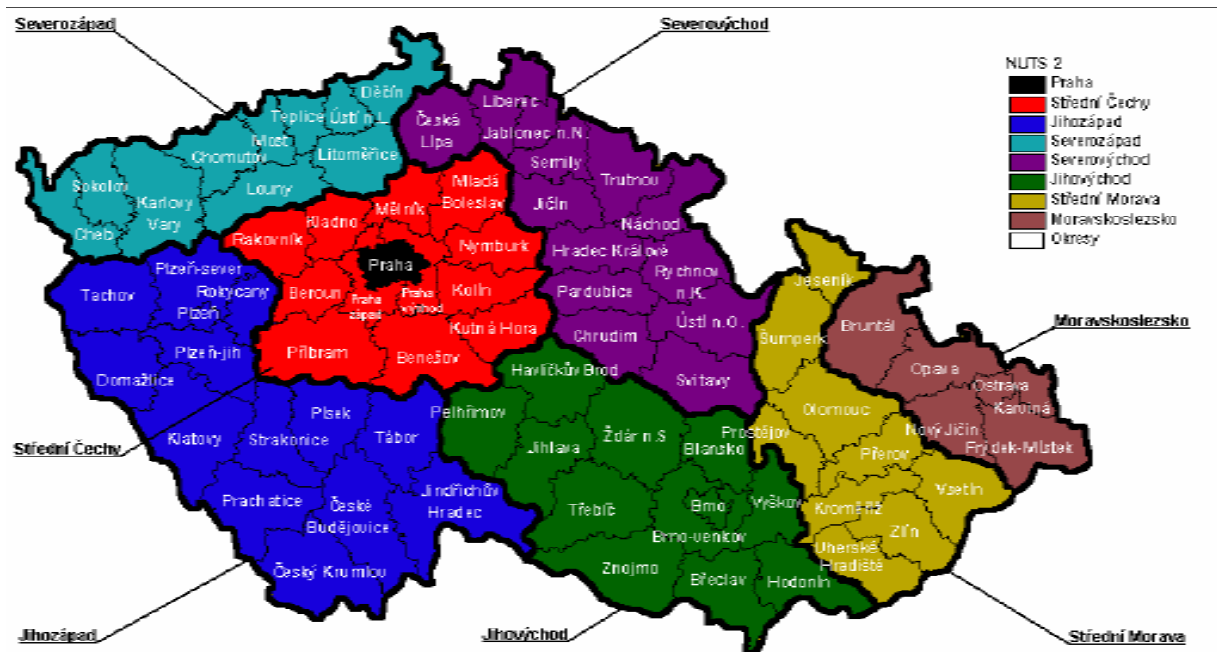 Severozápad
Severovýchod
NUTS 2
Praha
Střední Čechy
Jihozápad
Severozápad
Severovýchod
Jihovýchod
Střední Morava
Moravskoslezsko
Okresy
Děčín
Teplice
Ústí n.L.
Most
Chomutov
Litoměřice
Louny
Sokolov
Karlovy
Vary
Cheb
Česká
Lípa
Liberec
Jablonec n.N.
Semily
Trutnov
Jičín
Náchod
Hradec Králové
Rychnov
n.K.
Pardubice
Ústí n.O.
Chrudim
Svitavy
Mladá
Boleslav
Mělník
Kladno
Rakovník
Nymburk
Praha
Beroun
Praha
západ
Praha
východ
Kolín
Kutná Hora
Příbram
Benešov
Plzeň-sever
Tachov
Rokycany
Plzeň
Plzeň-jih
Domažlice
Klatovy
Písek
Strakonice
Tábor
Prachatice
České
Budějovice
Jindřichův
Hradec
Český Krumlov
Havlíčkův Brod
Pelhřimov
Jihlava
Žďár n.S
Blansko
Třebíč
Brno
Vyškov
Brno-venkov
Znojmo
Břeclav
Hodonín
Jeseník
Šumperk
Olomouc
Prostějov
Přerov
Kroměříž
Vsetín
Zlín
Uherské
Hradiště
Bruntál
Opava
Ostrava
Karviná
Nový Jičín
Frýdek-Místek
Moravskoslezsko
Střední Čechy
Jihozápad
Jihovýchod
Střední Morava